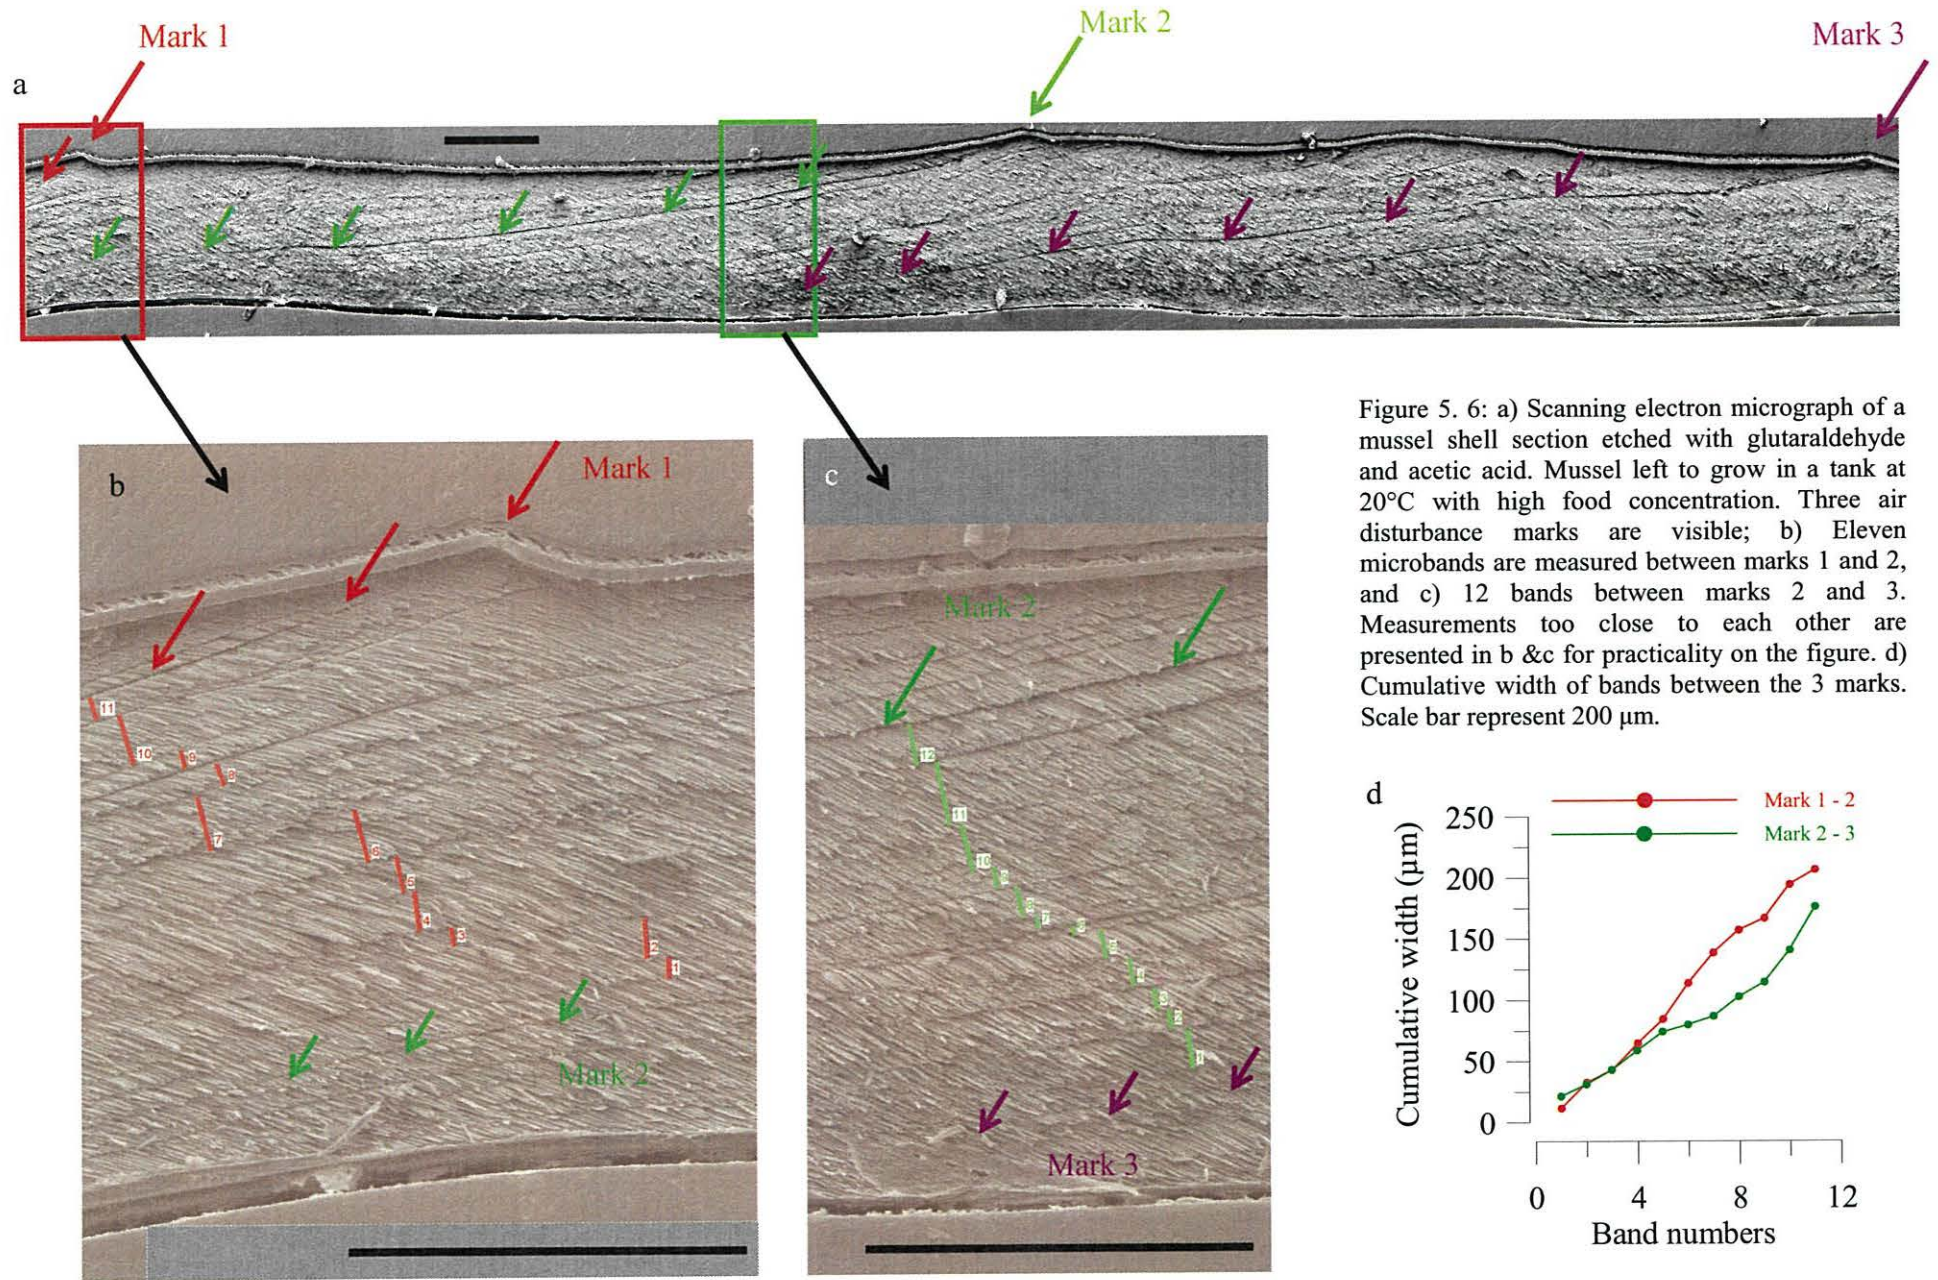 Mark 1
Mark 2
Mark 3
a
b
Mark 1
11
10
9
8
7
6
5
4
3
2
1
Mark 2
c
Mark 2
12
11
10
7
3
2
1
Mark 3
Figure 5. 6: a) Scanning electron micrograph of a
mussel shell section etched with glutaraldehyde
and acetic acid. Mussel left to grow in a tank at
20°C with high food concentration. Three air
disturbance marks are visible; b) Eleven
microbands are measured between marks 1 and 2,
and c) 12 bands between marks 2 and 3.
Measurements too close to each other are
presented in b &c for practicality on the figure. d)
Cumulative width of bands between the 3 marks.
Scale bar represent 200 µm.
d
Mark 1 - 2
Mark 2 - 3
Cumulative width (µm)
250
200
150
100
50
0
0 4 8 12
Band numbers